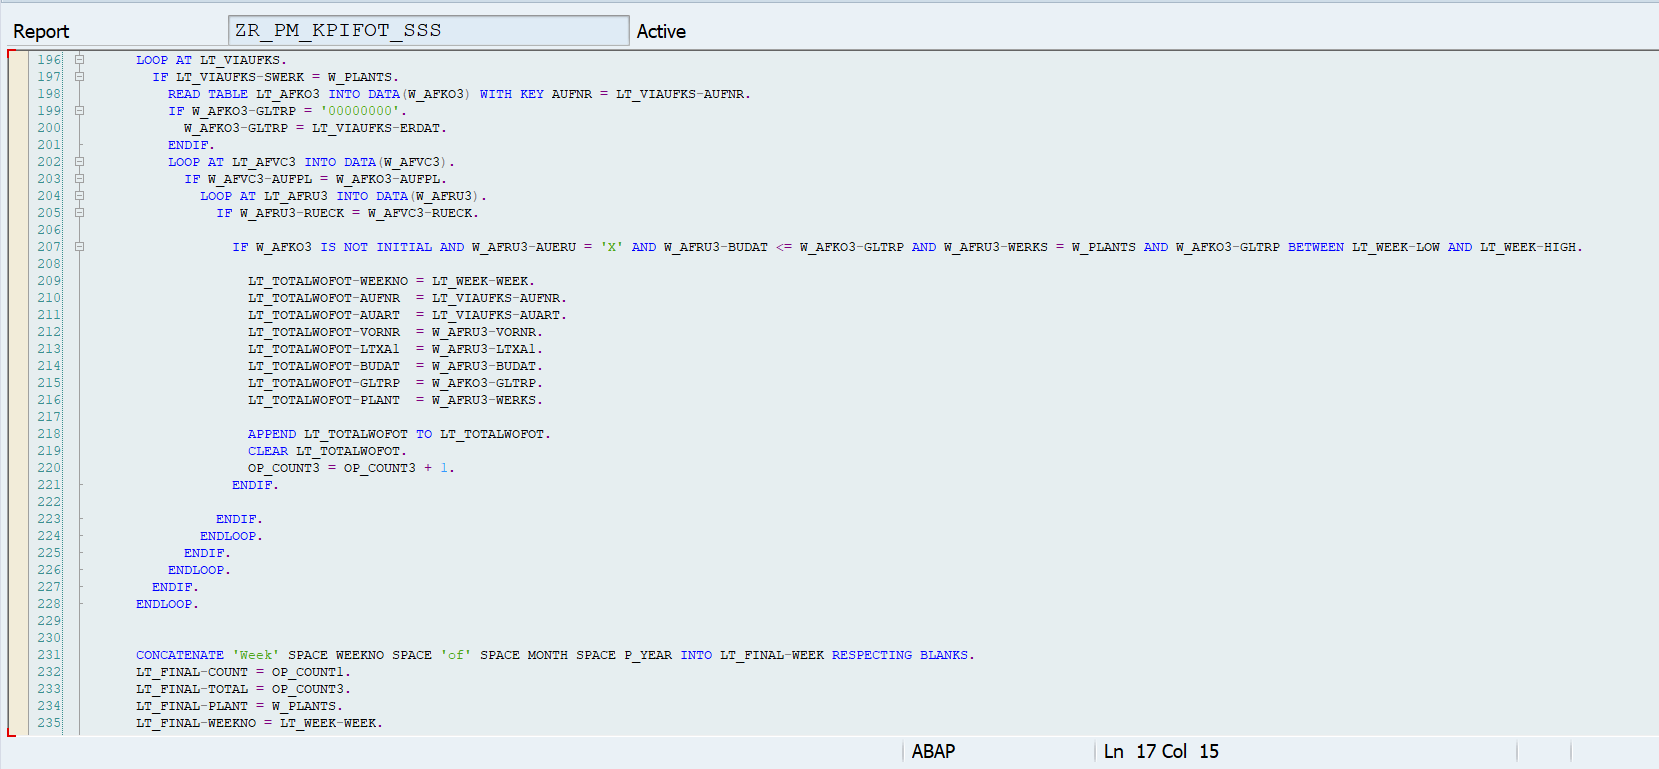 Report ZR_PM_KPIFOT_SSS Active
196 LOOP AT LT_VIAUFKS.
197 IF LT_VIAUFKS-SWERK = W_PLANTS.
198 READ TABLE LT_AFKO3 INTO DATA(W_AFKO3) WITH KEY AUFNR = LT_VIAUFKS-AUFNR.
199 IF W_AFKO3-GLTRP = '00000000'.
200 W_AFKO3-GLTRP = LT_VIAUFKS-ERDAT.
201 ENDIF.
202 LOOP AT LT_AFVC3 INTO DATA(W_AFVC3).
203 IF W_AFVC3-AUFPL = W_AFKO3-AUFPL.
204 LOOP AT LT_AFRU3 INTO DATA(W_AFRU3).
205 IF W_AFRU3-RUECK = W_AFVC3-RUECK.
206
207 IF W_AFKO3 IS NOT INITIAL AND W_AFRU3-AUERU = 'X' AND W_AFRU3-BUDAT <= W_AFKO3-GLTRP AND W_AFRU3-WERKS = W_PLANTS AND W_AFKO3-GLTRP BETWEEN LT_WEEK-LOW AND LT_WEEK-HIGH.
208
209 LT_TOTALWOFOT-WEEKNO = LT_WEEK-WEEK.
210 LT_TOTALWOFOT-AUFNR = LT_VIAUFKS-AUFNR.
211 LT_TOTALWOFOT-AUART = LT_VIAUFKS-AUART.
212 LT_TOTALWOFOT-VORNR = W_AFRU3-VORNR.
213 LT_TOTALWOFOT-LTXA1 = W_AFRU3-LTXA1.
214 LT_TOTALWOFOT-BUDAT = W_AFRU3-BUDAT.
215 LT_TOTALWOFOT-GLTRP = W_AFKO3-GLTRP.
216 LT_TOTALWOFOT-PLANT = W_AFRU3-WERKS.
217
218 APPEND LT_TOTALWOFOT TO LT_TOTALWOFOT.
219 CLEAR LT_TOTALWOFOT.
220 OP_COUNT3 = OP_COUNT3 + 1.
221 ENDIF.
222
223 ENDIF.
224 ENDLOOP.
225 ENDIF.
226 ENDLOOP.
227 ENDIF.
228 ENDLOOP.
229
230
231 CONCATENATE 'Week' SPACE WEEKNO SPACE 'of' SPACE MONTH SPACE P_YEAR INTO LT_FINAL-WEEK RESPECTING BLANKS.
232 LT_FINAL-COUNT = OP_COUNT1.
233 LT_FINAL-TOTAL = OP_COUNT3.
234 LT_FINAL-PLANT = W_PLANTS.
235 LT_FINAL-WEEKNO = LT_WEEK-WEEK.
ABAP Ln 17 Col 15